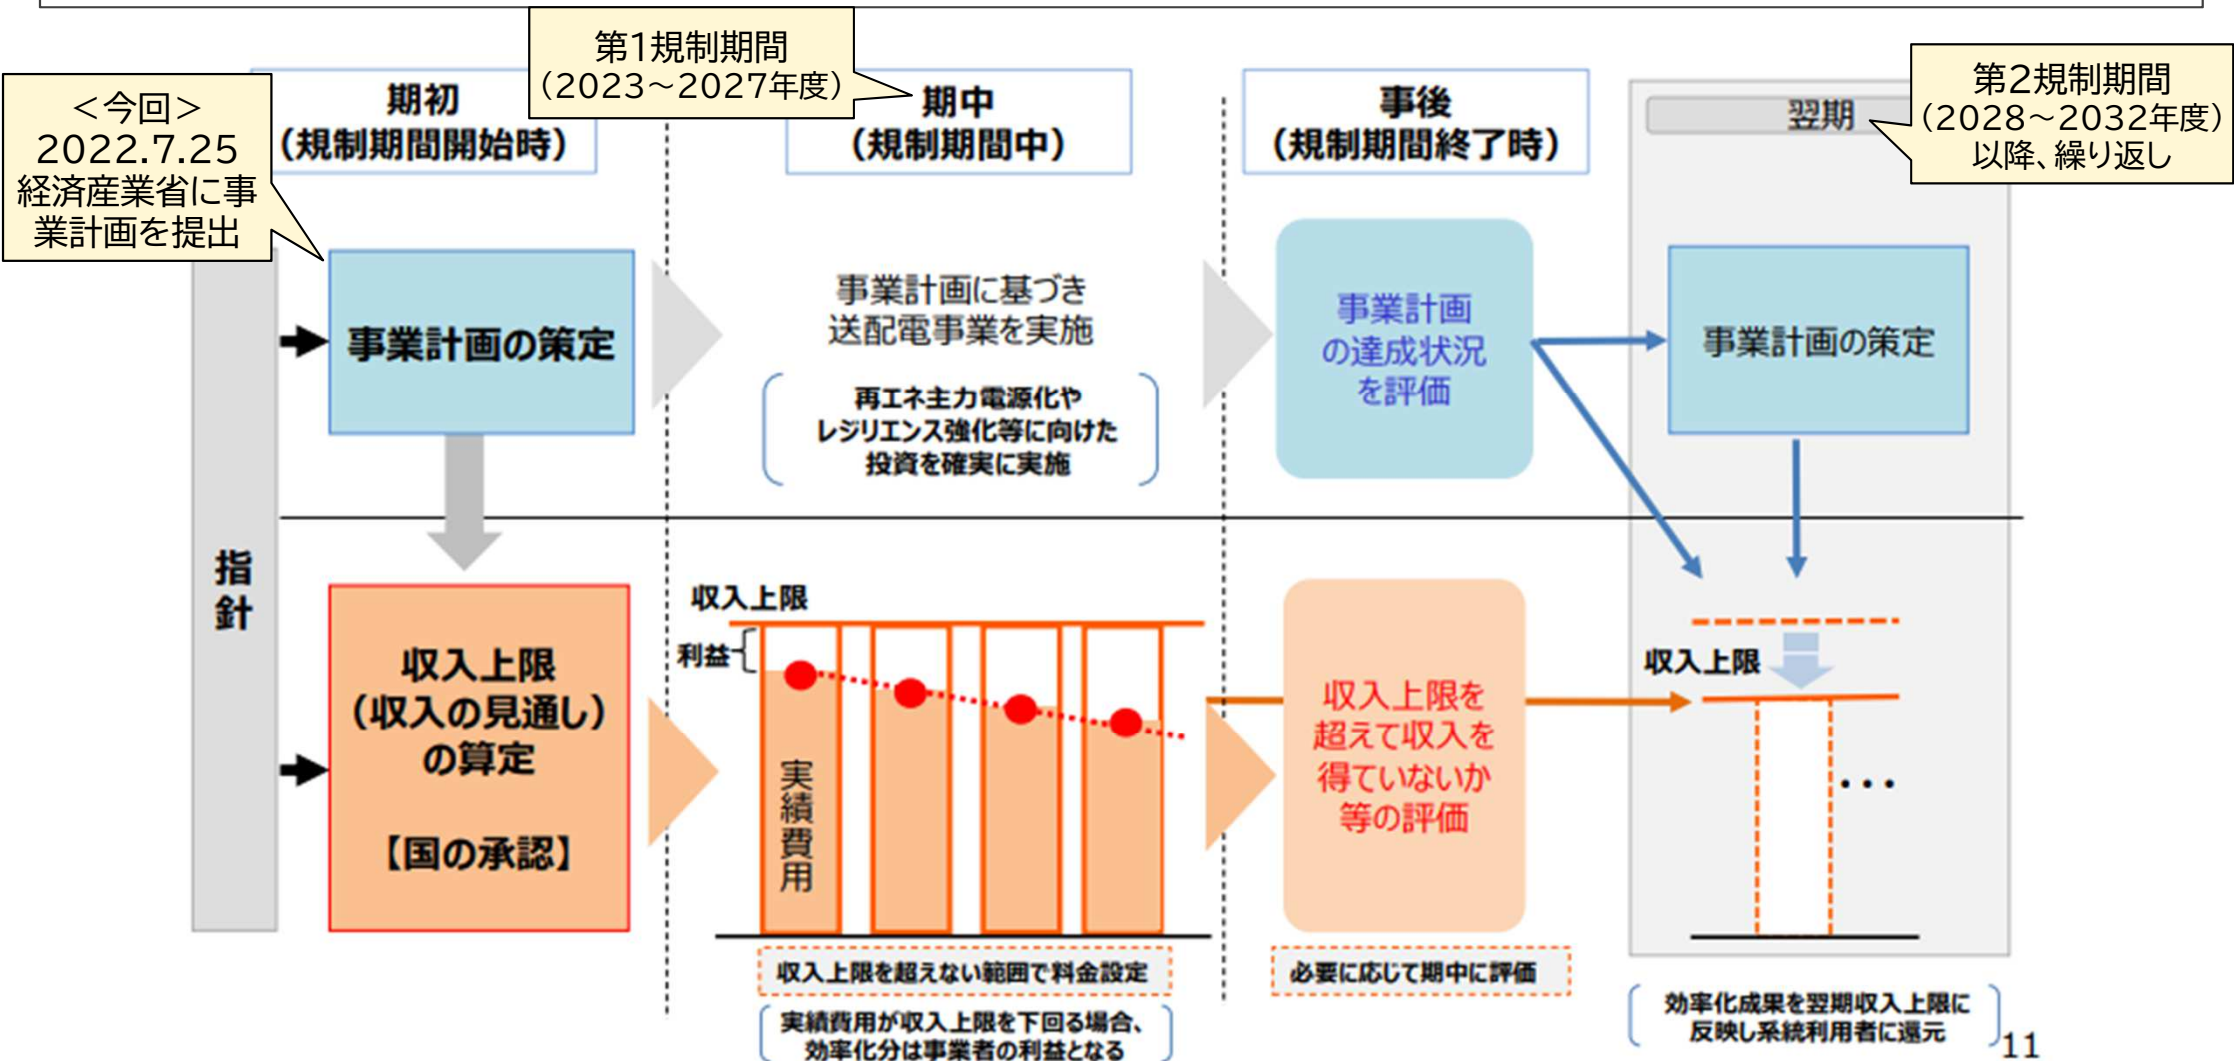 第1規制期間
（2023～2027年度）
第2規制期間
（2028～2032年度）
以降、繰り返し
＜今回＞
2022.7.25
経済産業省に事
業計画を提出
期初
（規制期間開始時）
期中
（規制期間中）
事後
（規制期間終了時）
翌期
指針
事業計画の策定
事業計画に基づき
送配電事業を実施
再エネ主力電源化や
レジリエンス強化等に向けた
投資を確実に実施
事業計画
の達成状況
を評価
事業計画の策定
収入上限
（収入の見通し）
の算定
【国の承認】
収入上限
利益
実績費用
収入上限を超えない範囲で料金設定
実績費用が収入上限を下回る場合、
効率化分は事業者の利益となる
収入上限を
超えて収入を
得ていないか
等の評価
必要に応じて期中に評価
収入上限
・・・
効率化成果を翌期収入上限に
反映し系統利用者に還元
11